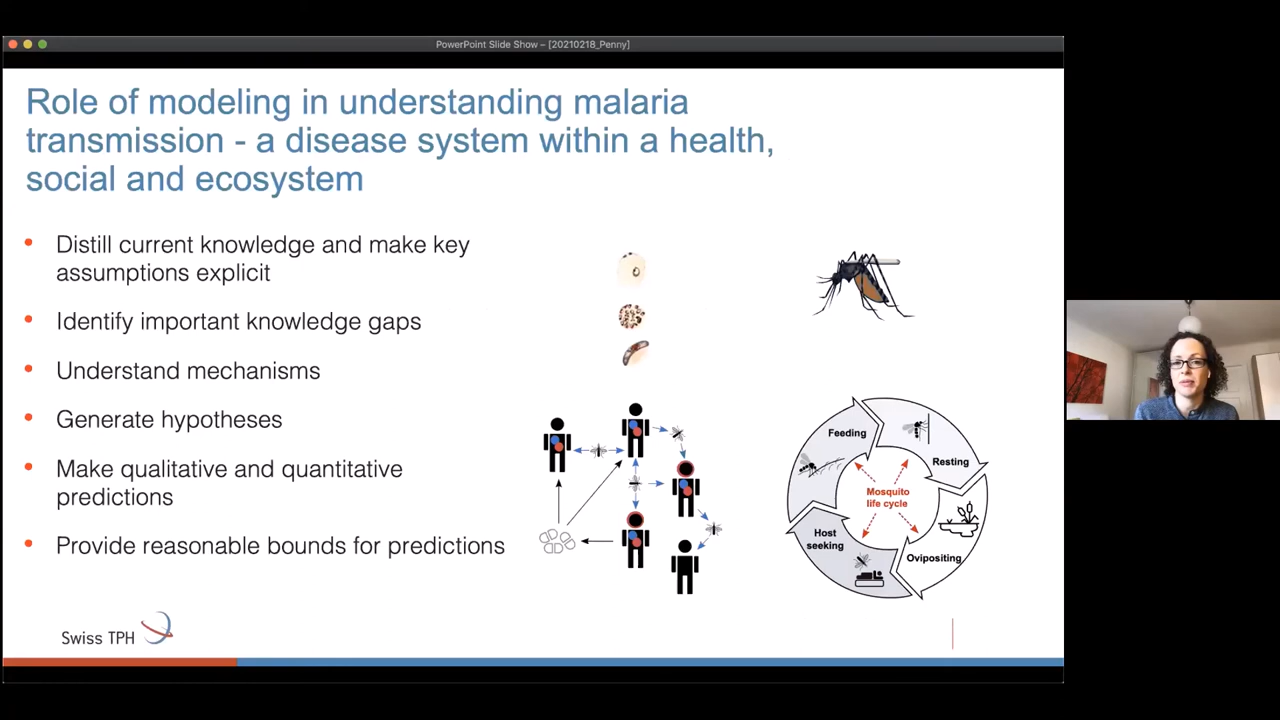 PowerPoint Slide Show – [20210218_Penny]
Role of modeling in understanding malaria
transmission - a disease system within a health,
social and ecosystem
• Distill current knowledge and make key
assumptions explicit
• Identify important knowledge gaps
• Understand mechanisms
• Generate hypotheses
• Make qualitative and quantitative
predictions
• Provide reasonable bounds for predictions
Feeding
Resting
Mosquito
life cycle
Host
seeking
Ovipositing
Swiss TPH